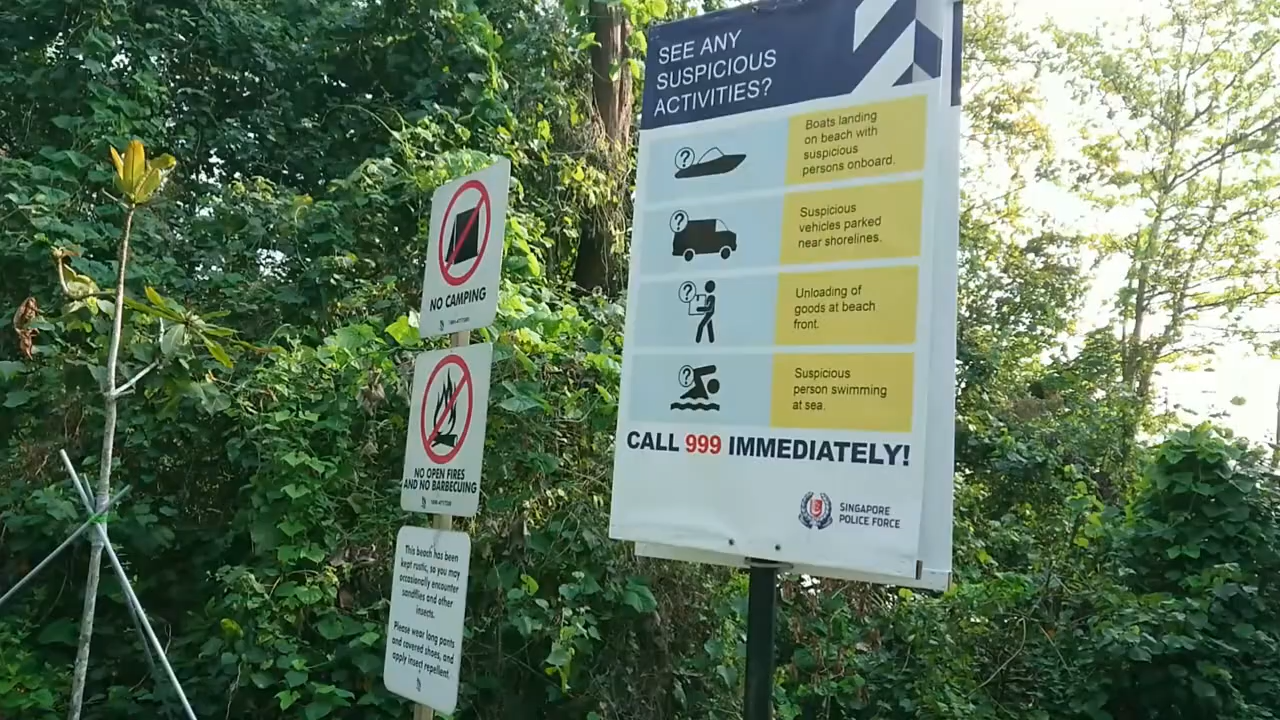 SEE ANY
SUSPICIOUS
ACTIVITIES?
?
Boats landing
on beach with
suspicious
persons onboard.
?
Suspicious
vehicles parked
near shorelines.
?
Unloading of
goods at beach
front.
?
Suspicious
person swimming
at sea.
CALL 999 IMMEDIATELY!
SINGAPORE
POLICE FORCE
NO CAMPING
NO OPEN FIRES
AND NO BARBECUING
This beach has been
kept rustic, so you may
occasionally encounter
sandflies and other
insects.
Please wear long pants
and covered shoes, and
apply insect repellent.